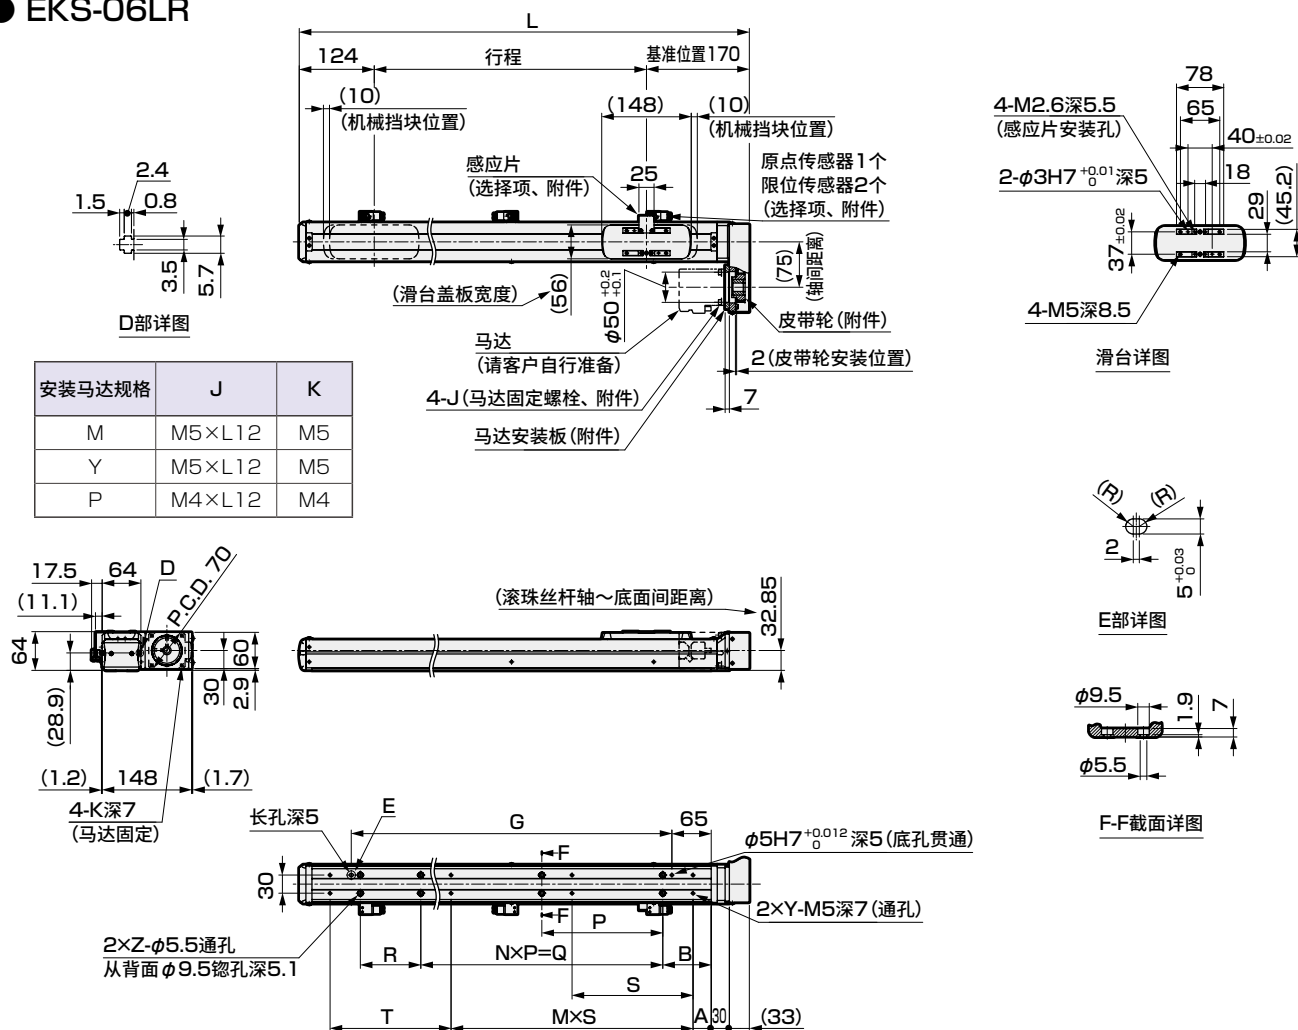 ● EKS-06LR
L
124
行程
基准位置170
(10)
(机械挡块位置)
(148)
(10)
(机械挡块位置)
感应片
(选择项、附件)
25
原点传感器1个
限位传感器2个
(选择项、附件)
(滑台盖板宽度)
(56)
φ50 +0.2 +0.1
(75)
(轴间距离)
马达
(请客户自行准备)
皮带轮(附件)
2(皮带轮安装位置)
4-J(马达固定螺栓、附件)
7
马达安装板(附件)
2.4
1.5
0.8
3.5
5.7
D部详图
78
4-M2.6深5.5
(感应片安装孔)
65
40±0.02
2-φ3H7 +0.01 0 深5
18
37±0.02
29
(45.2)
4-M5深8.5
滑台详图
安装马达规格 J K
M M5×L12 M5
Y M5×L12 M5
P M4×L12 M4
(R)
(R)
2
5 +0.03 0
E部详图
17.5
64
D
P.C.D. 70
(11.1)
64
(28.9)
30
2.9
60
(1.2)
148
(1.7)
4-K深7
(马达固定)
(滚珠丝杆轴～底面间距离)
32.85
φ9.5
1.9
7
φ5.5
F-F截面详图
长孔深5
E
G
65
φ5H7 +0.012 0 深5(底孔贯通)
F
30
F
P
2×Y-M5深7(通孔)
2×Z-φ5.5通孔
从背面φ9.5锪孔深5.1
R
N×P=Q
B
S
T
M×S
A
30
(33)